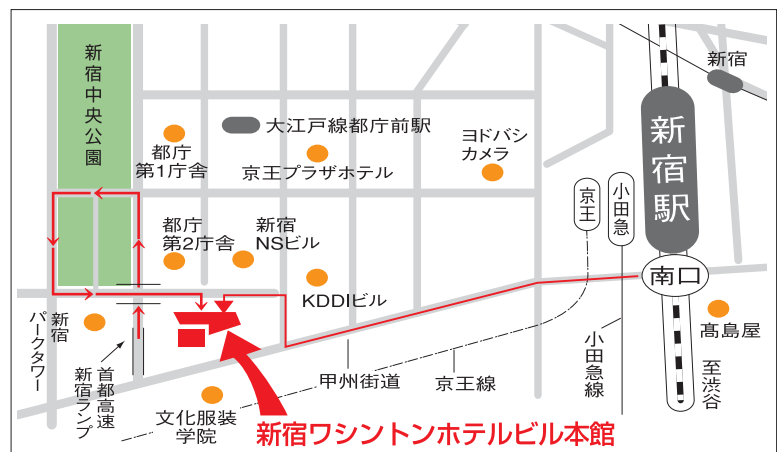 新宿中央公園
都庁
第1庁舎
大江戸線都庁前駅
京王プラザホテル
ヨドバシ
カメラ
新宿
新宿駅
京王
小田急
南口
都庁
第2庁舎
新宿
NSビル
KDDIビル
髙島屋
至渋谷
小田急線
京王線
甲州街道
新宿
パークタワー
首都高速
新宿ランプ
文化服装
学院
新宿ワシントンホテルビル本館